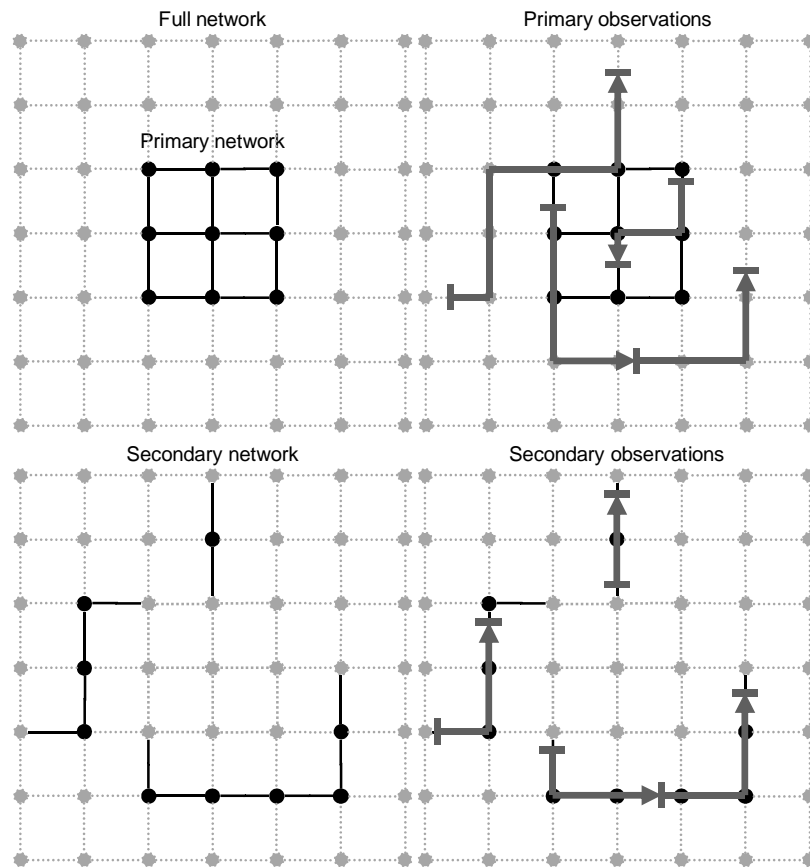 Full network
Primary observations
Primary network
Secondary network
Secondary observations